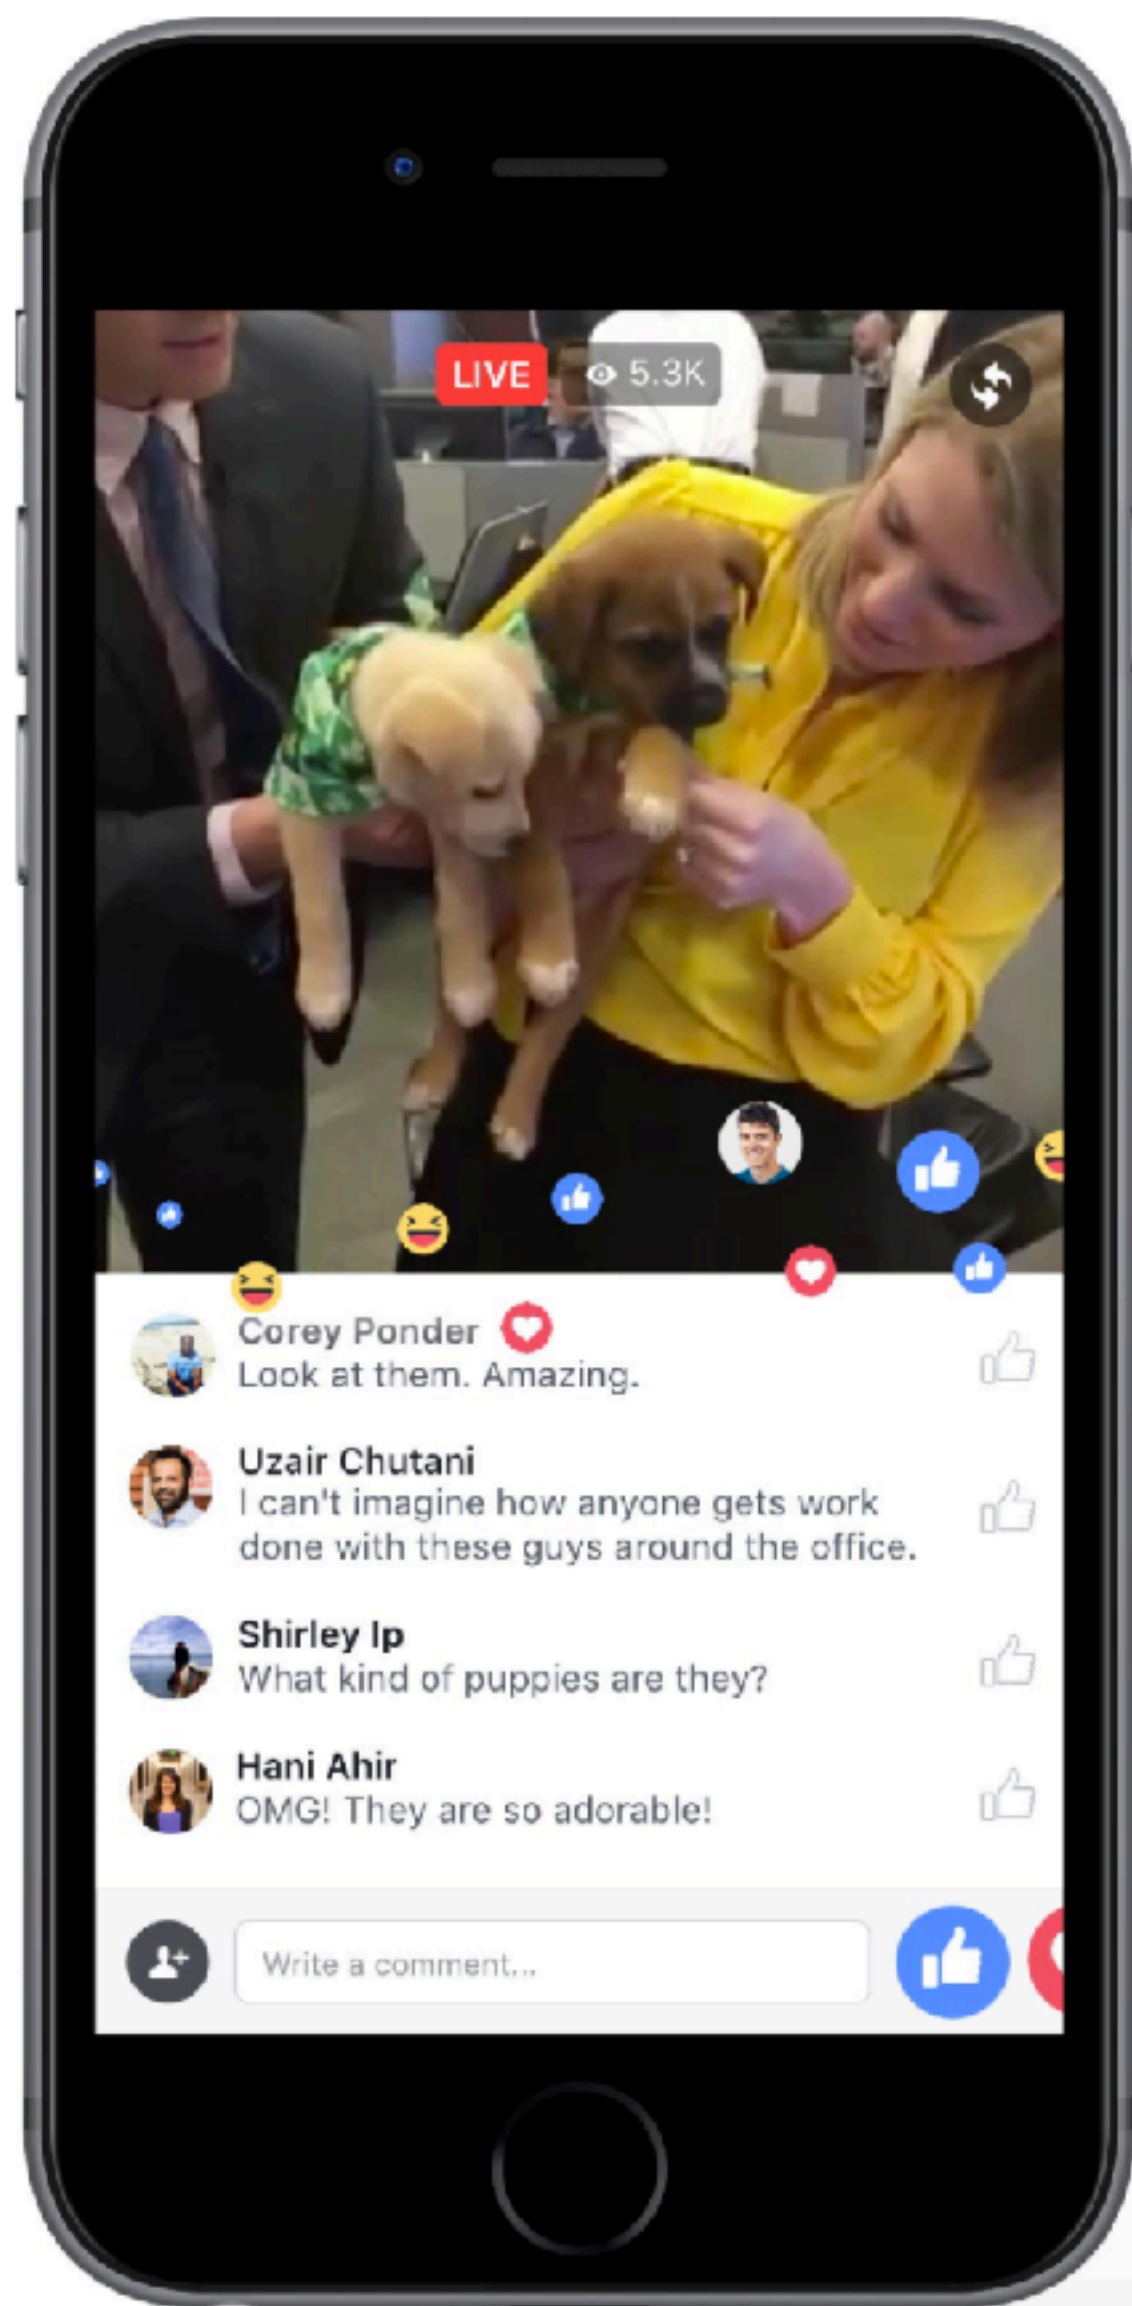 LIVE
5.3K
Corey Ponder
Look at them. Amazing.
Uzair Chutani
I can't imagine how anyone gets work
done with these guys around the office.
Shirley Ip
What kind of puppies are they?
Hani Ahir
OMG! They are so adorable!
Write a comment...